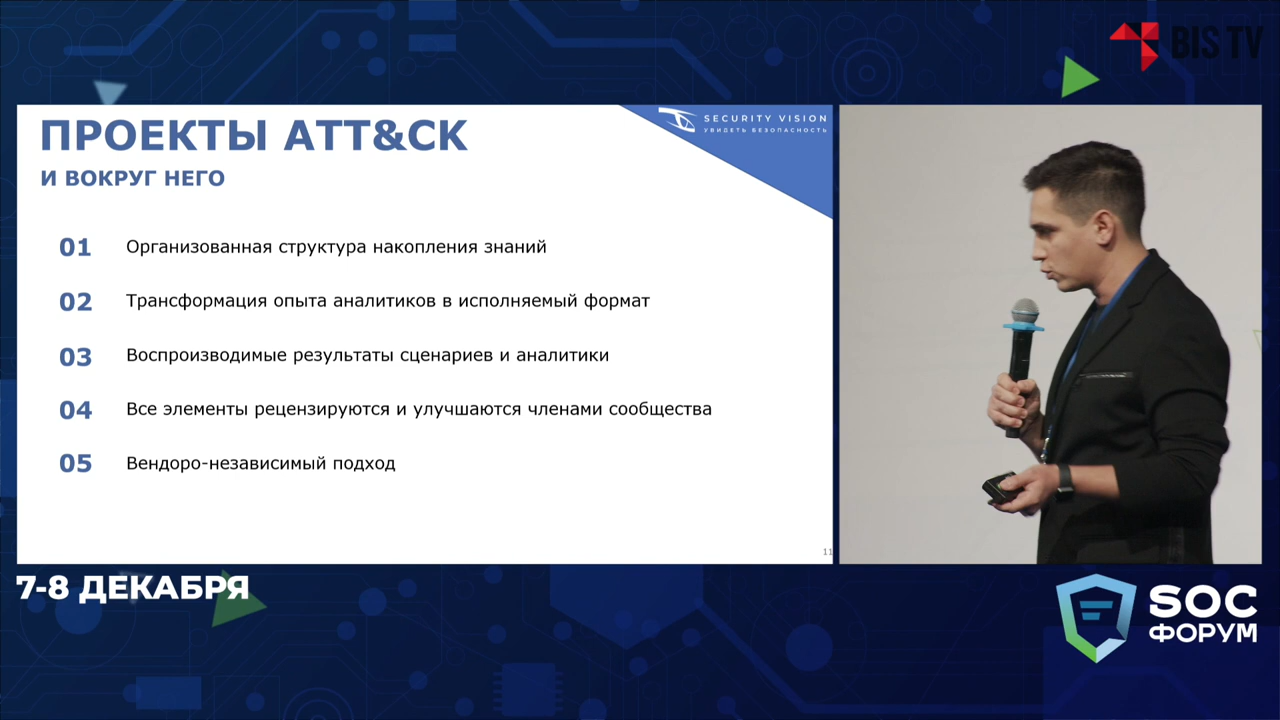 BIS TV
ПРОЕКТЫ ATT&CK
И ВОКРУГ НЕГО
SECURITY VISION
УВИДЕТЬ БЕЗОПАСНОСТЬ
01 Организованная структура накопления знаний
02 Трансформация опыта аналитиков в исполняемый формат
03 Воспроизводимые результаты сценариев и аналитики
04 Все элементы рецензируются и улучшаются членами сообщества
05 Вендоро-независимый подход
11
7-8 ДЕКАБРЯ
SOC
ФОРУМ